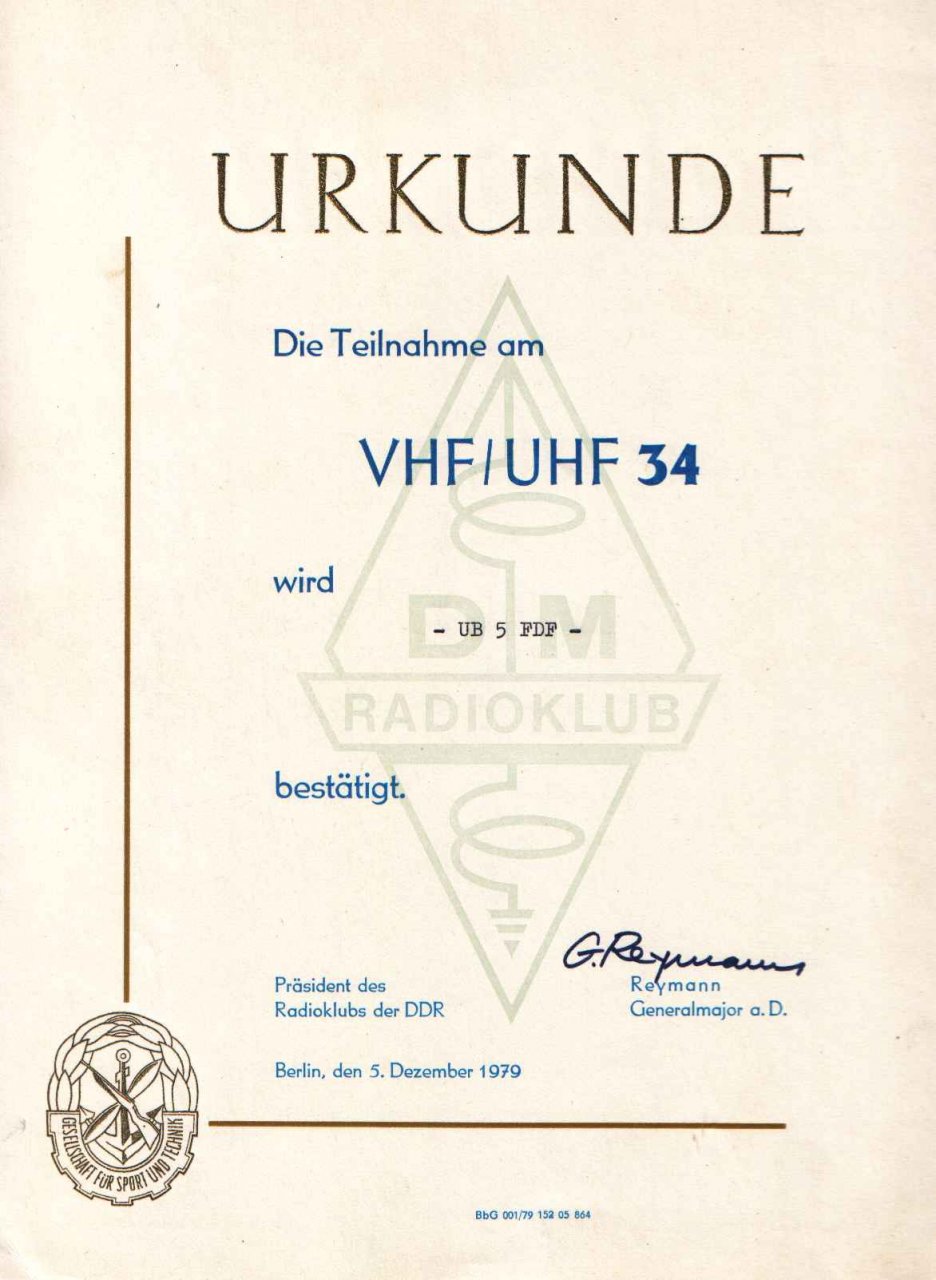 URKUNDE
Die Teilnahme am
VHF/UHF 34
wird
DM
- UB 5 FDF -
RADIOKLUB
bestätigt.
G. Reymann
Präsident des
Radioklubs der DDR
Reymann
Generalmajor a. D.
Berlin, den 5. Dezember 1979
GESELLSCHAFT FÜR SPORT UND TECHNIK
BbG 001/79 152 05 864